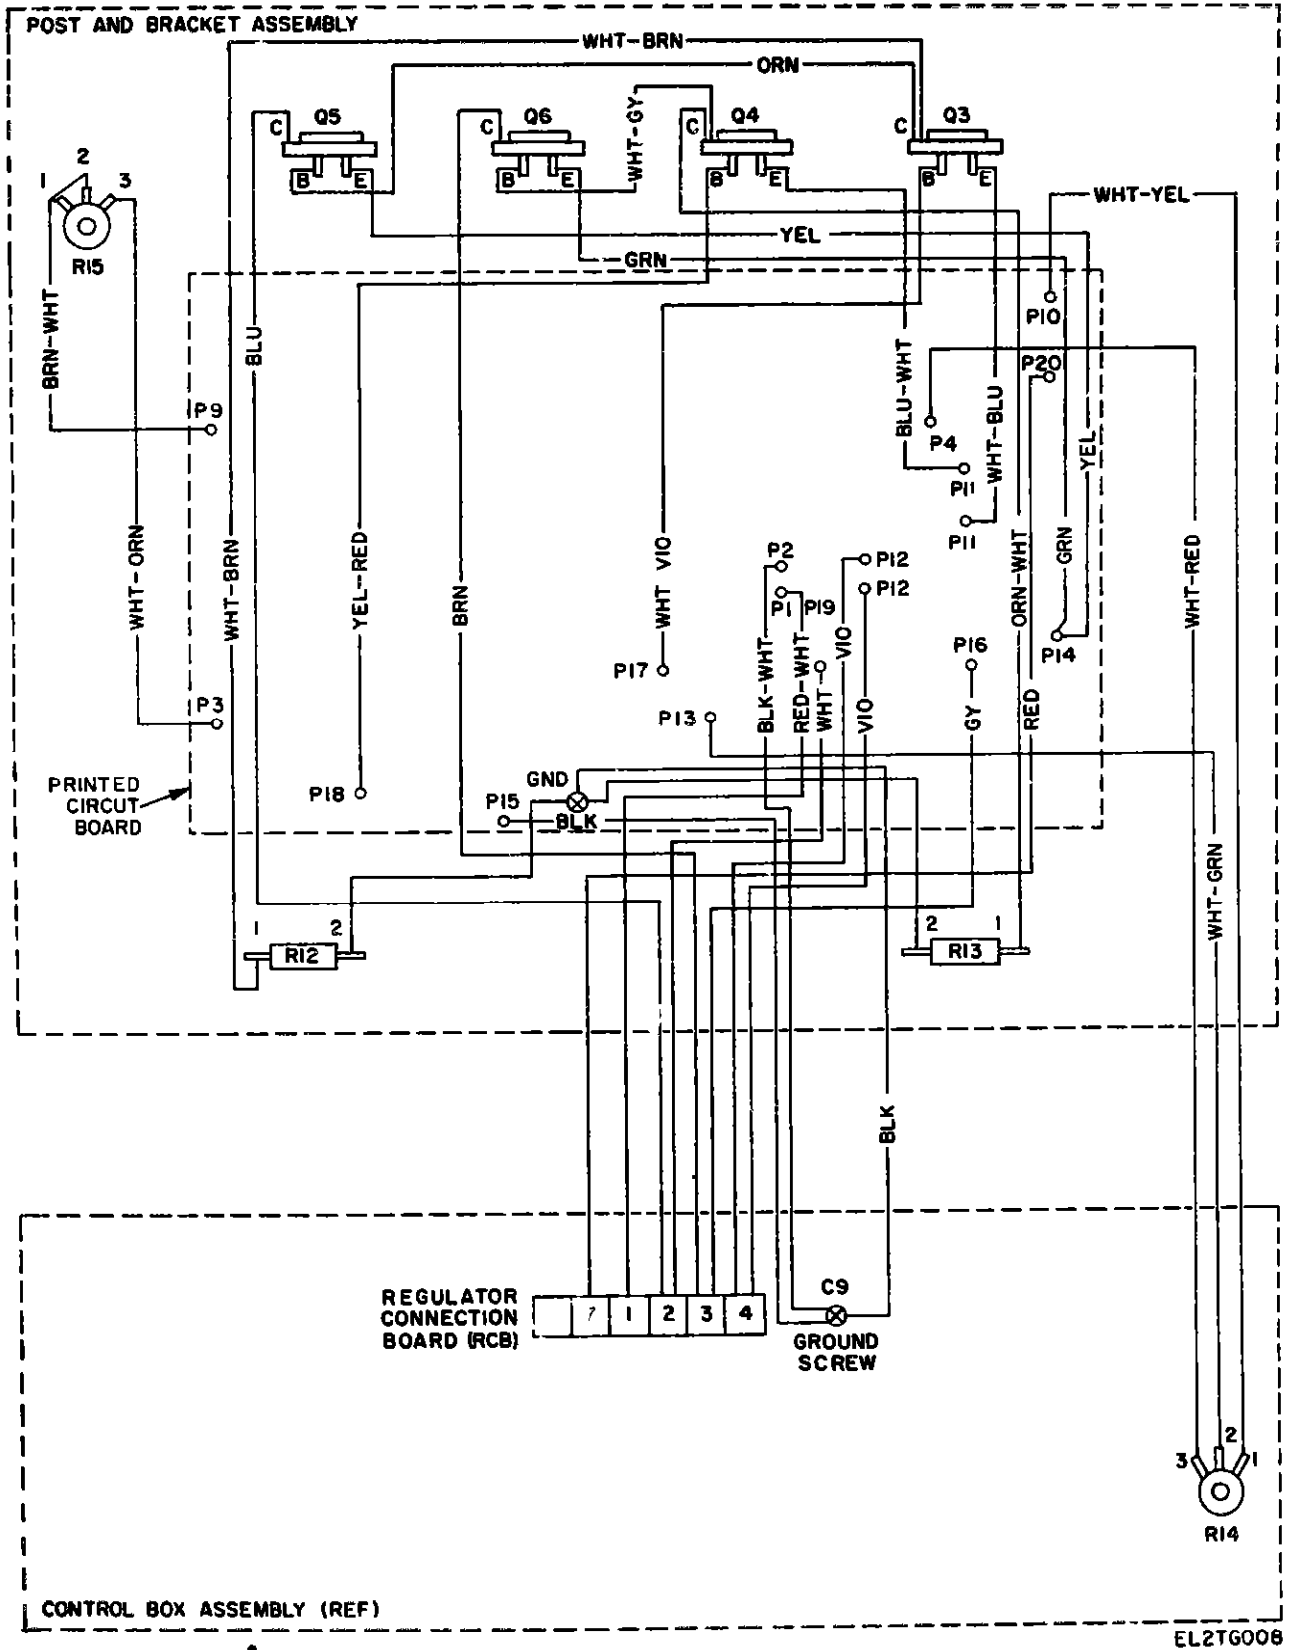 POST AND BRACKET ASSEMBLY
WHT-BRN
ORN
C Q5
C Q6
WHT-GY
C Q4
C Q3
B E
B E
B E
B E
1 2 3
R15
WHT-YEL
YEL
GRN
BRN-WHT
BLU
P10
P20
BLU-WHT
P4
WHT-BLU
YEL
P9
P11
P11
WHT-ORN
WHT-BRN
YEL-RED
BRN
WHT VIO
P2
P12
P12
P1 P19
ORN-WHT
GRN
WHT-RED
P14
P16
P17
BLK-WHT
RED-WHT
WHT
VIO
VIO
GY
RED
P3
P13
PRINTED
CIRCUT
BOARD
P18
GND
P15
BLK
WHT-GRN
1 2
R12
2 1
R13
BLK
REGULATOR
CONNECTION
BOARD (RCB)
7 1 2 3 4
C9
GROUND
SCREW
3 2 1
R14
CONTROL BOX ASSEMBLY (REF)
EL2TG008